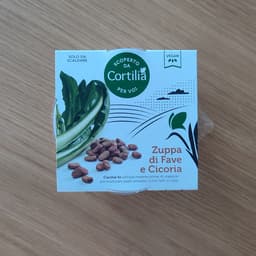 SOLO DA
SCALDARE
SCOPERTO
DA
Cortilia
PER VOI
VEGAN
Zuppa
di Fave
e Cicoria